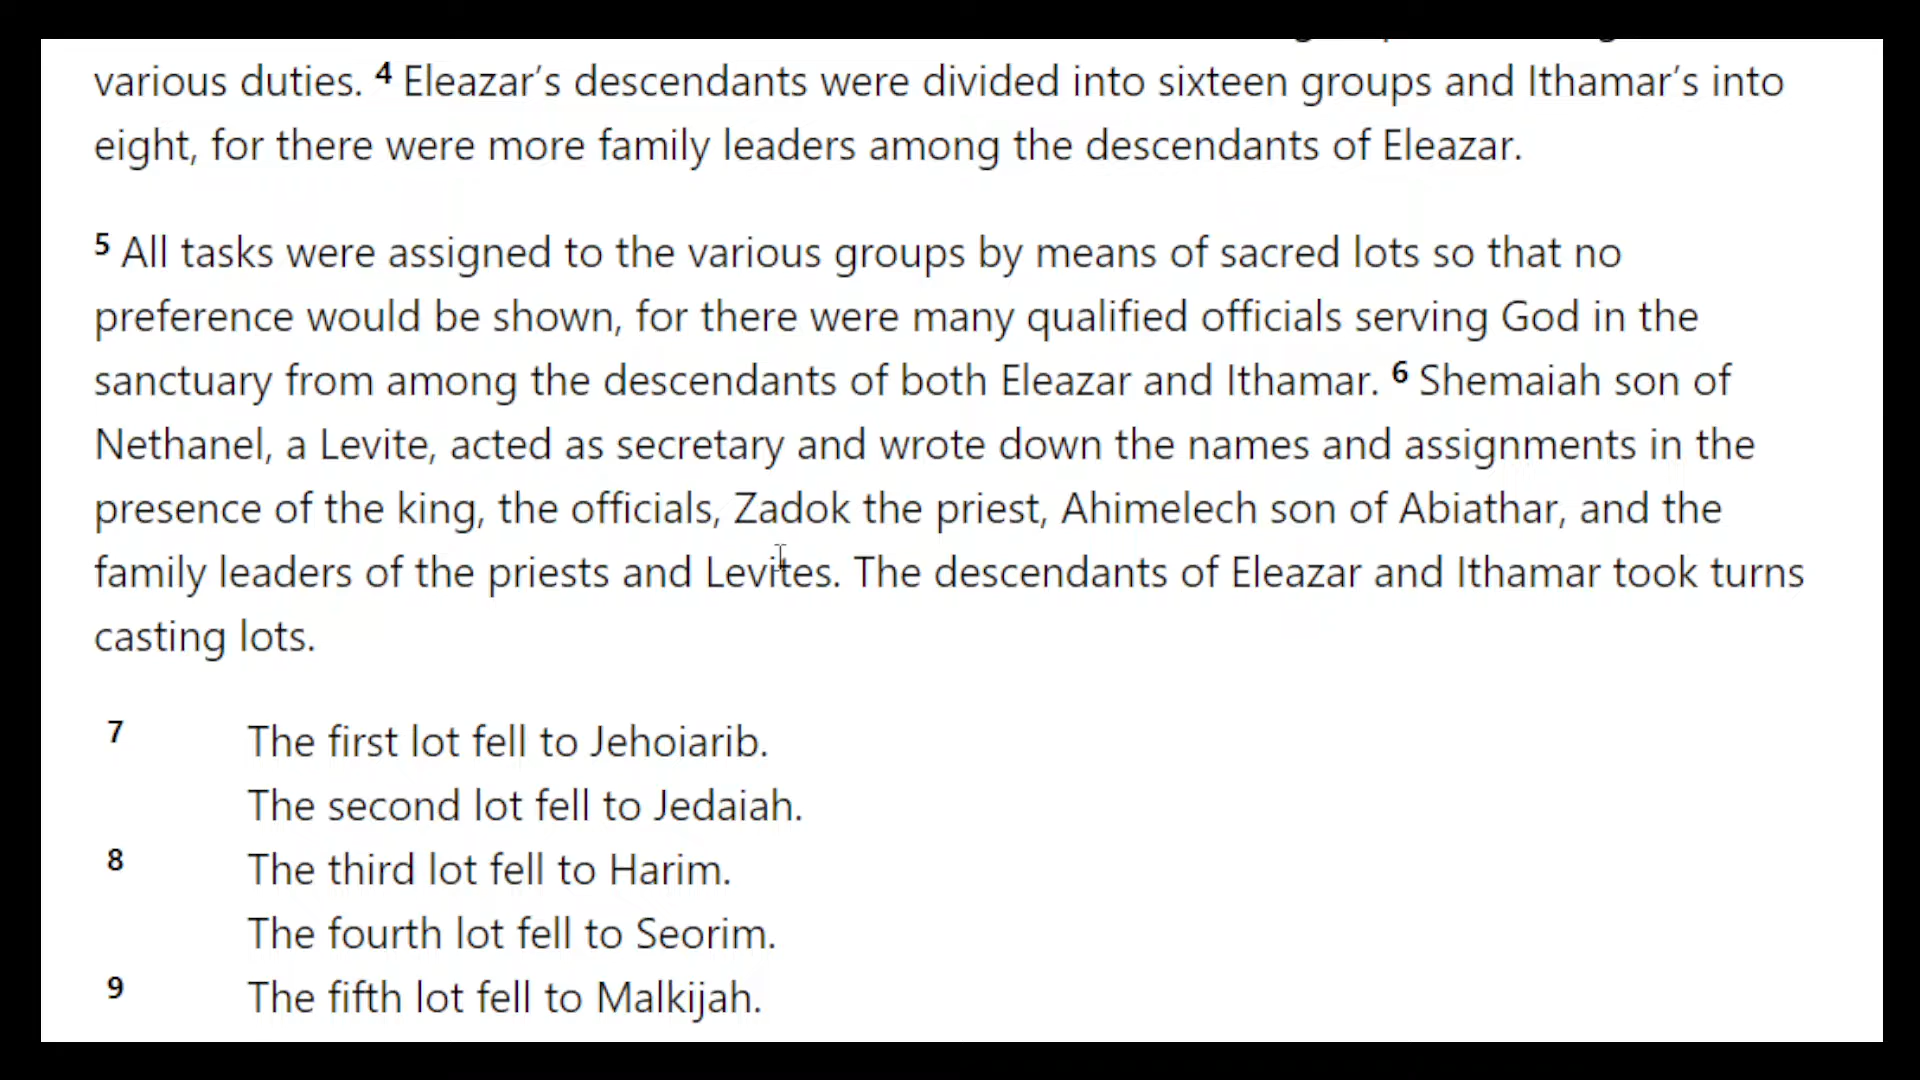 various duties. 4 Eleazar’s descendants were divided into sixteen groups and Ithamar’s into
eight, for there were more family leaders among the descendants of Eleazar.
5 All tasks were assigned to the various groups by means of sacred lots so that no
preference would be shown, for there were many qualified officials serving God in the
sanctuary from among the descendants of both Eleazar and Ithamar. 6 Shemaiah son of
Nethanel, a Levite, acted as secretary and wrote down the names and assignments in the
presence of the king, the officials, Zadok the priest, Ahimelech son of Abiathar, and the
family leaders of the priests and Levites. The descendants of Eleazar and Ithamar took turns
casting lots.
7 The first lot fell to Jehoiarib.
The second lot fell to Jedaiah.
8 The third lot fell to Harim.
The fourth lot fell to Seorim.
9 The fifth lot fell to Malkijah.